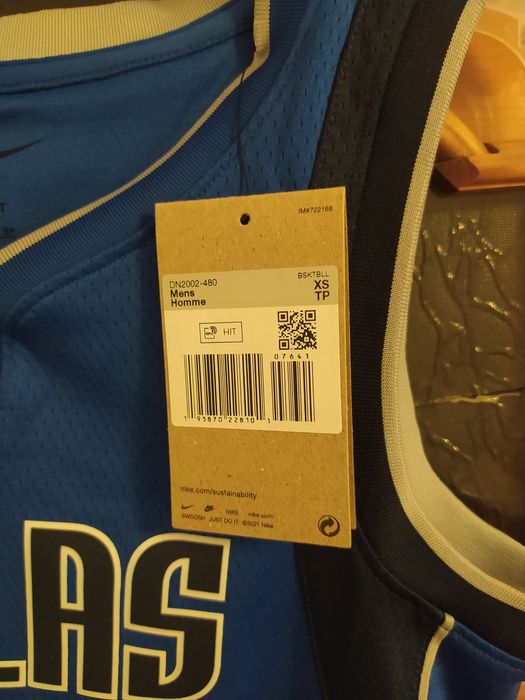 IM#722166
DN2002-480
BSKTBLL
Mens
XS
Homme
TP
HIT
07641
1 95870 22810 1
nike.com/sustainability
NIKE nike.com
SWOOSH JUST DO IT ©2021 Nike
LAS